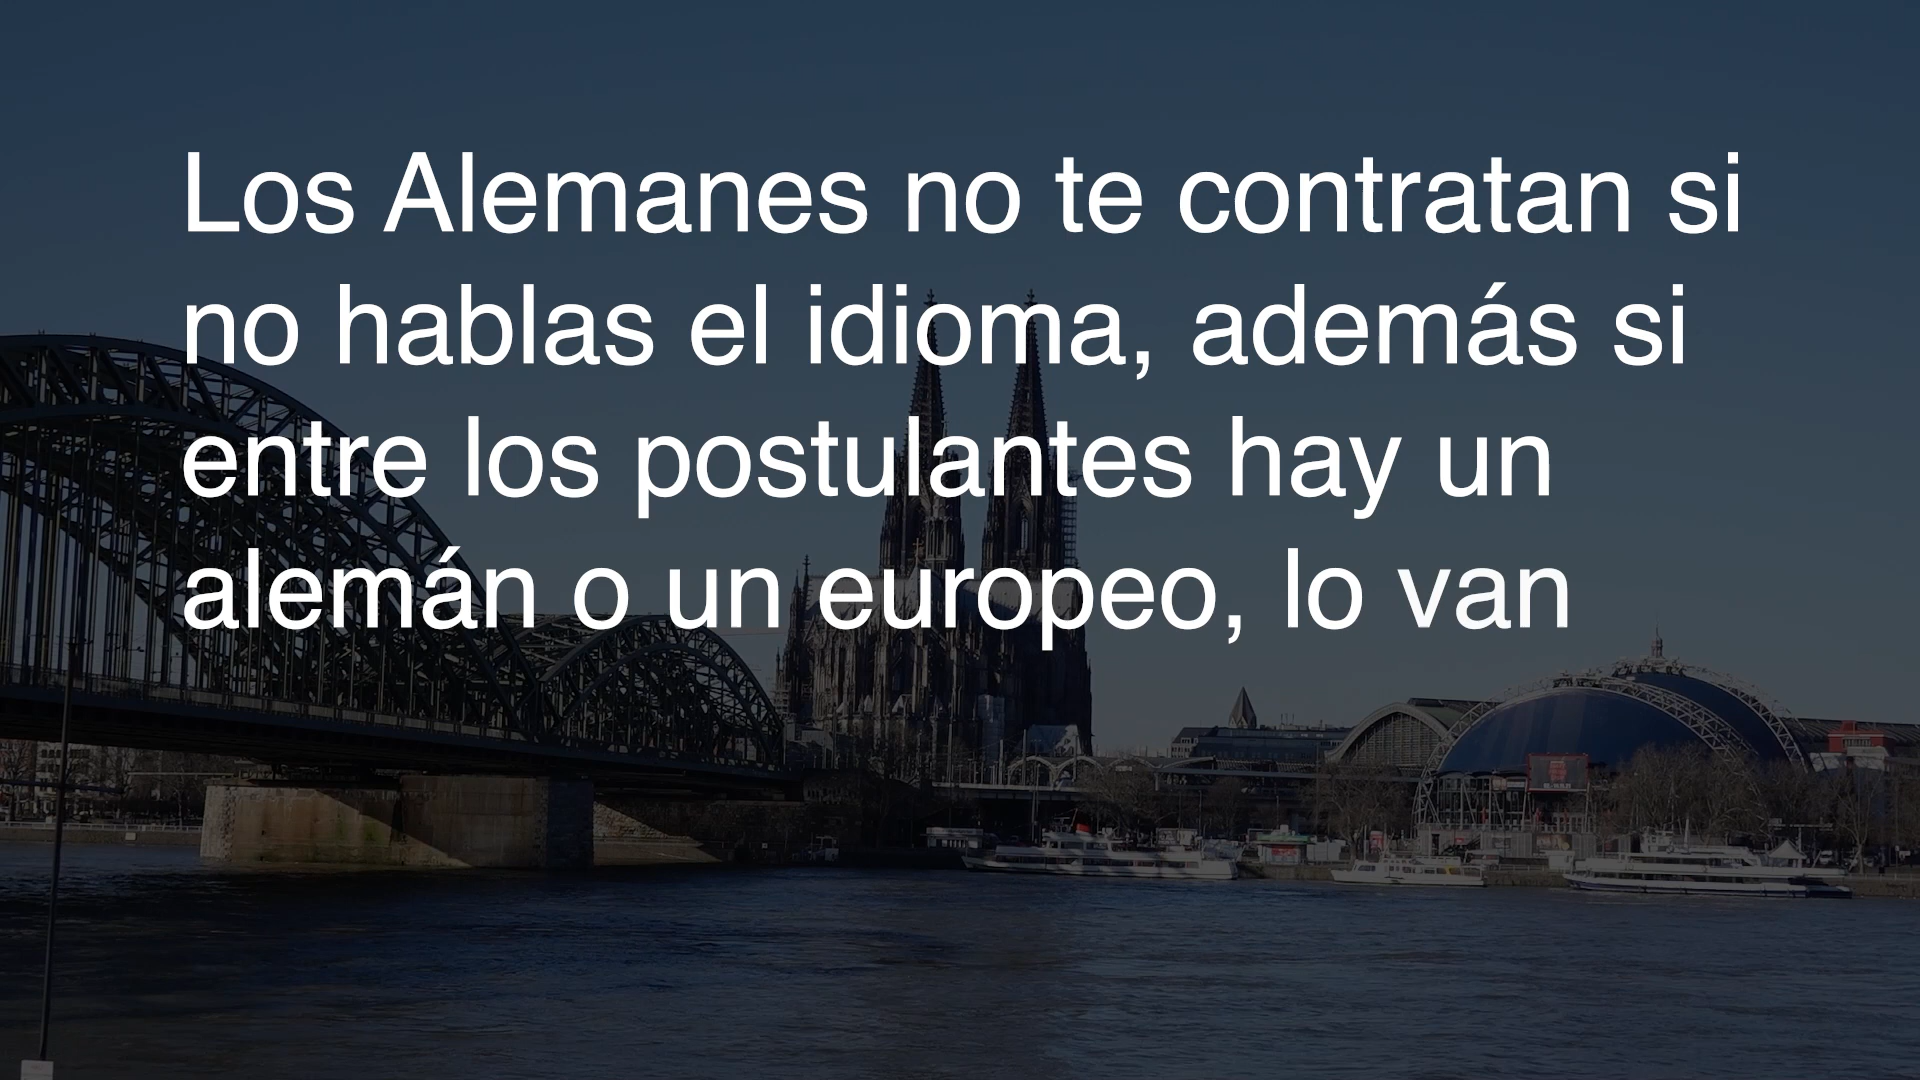 Los Alemanes no te contratan si
no hablas el idioma, además si
entre los postulantes hay un
alemán o un europeo, lo van